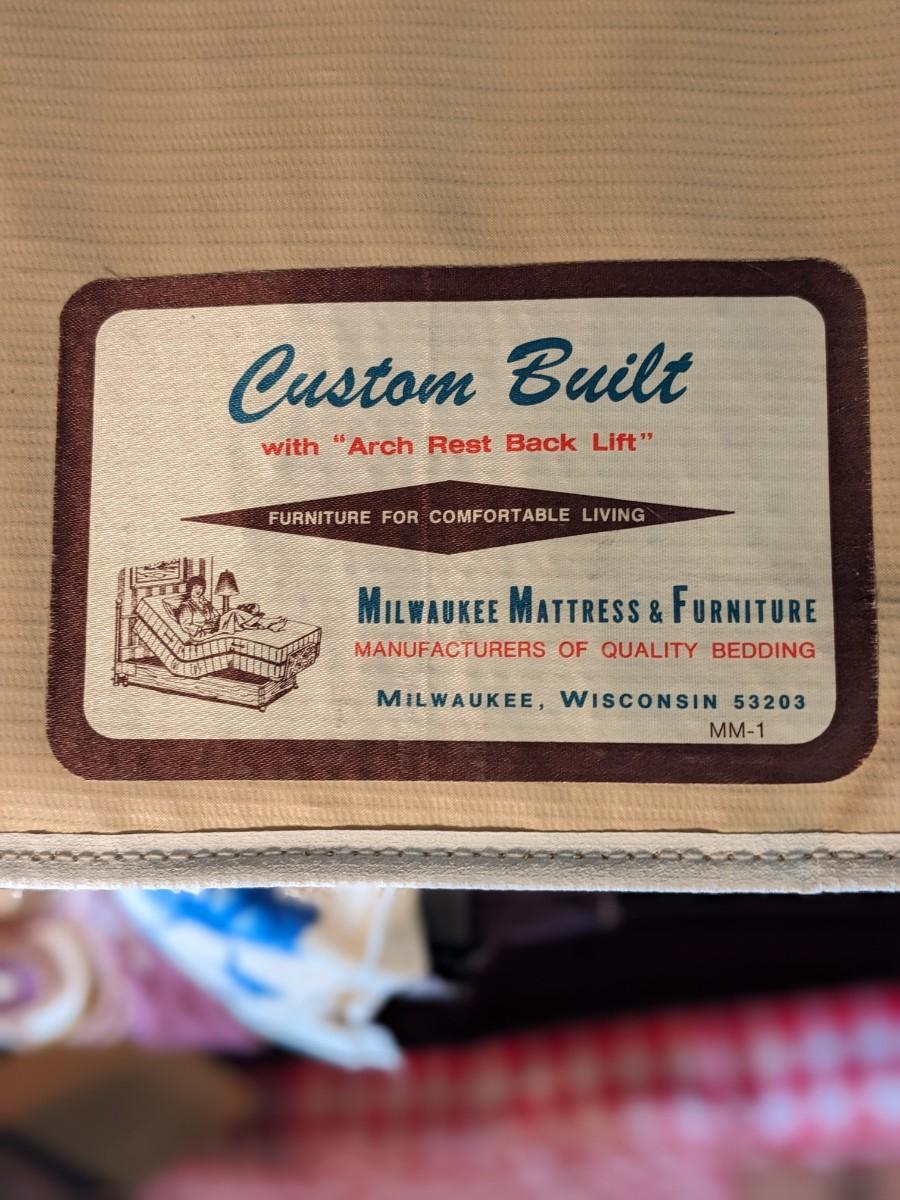 Custom Built
with "Arch Rest Back Lift"
FURNITURE FOR COMFORTABLE LIVING
MILWAUKEE MATTRESS & FURNITURE
MANUFACTURERS OF QUALITY BEDDING
MILWAUKEE, WISCONSIN 53203
MM-1